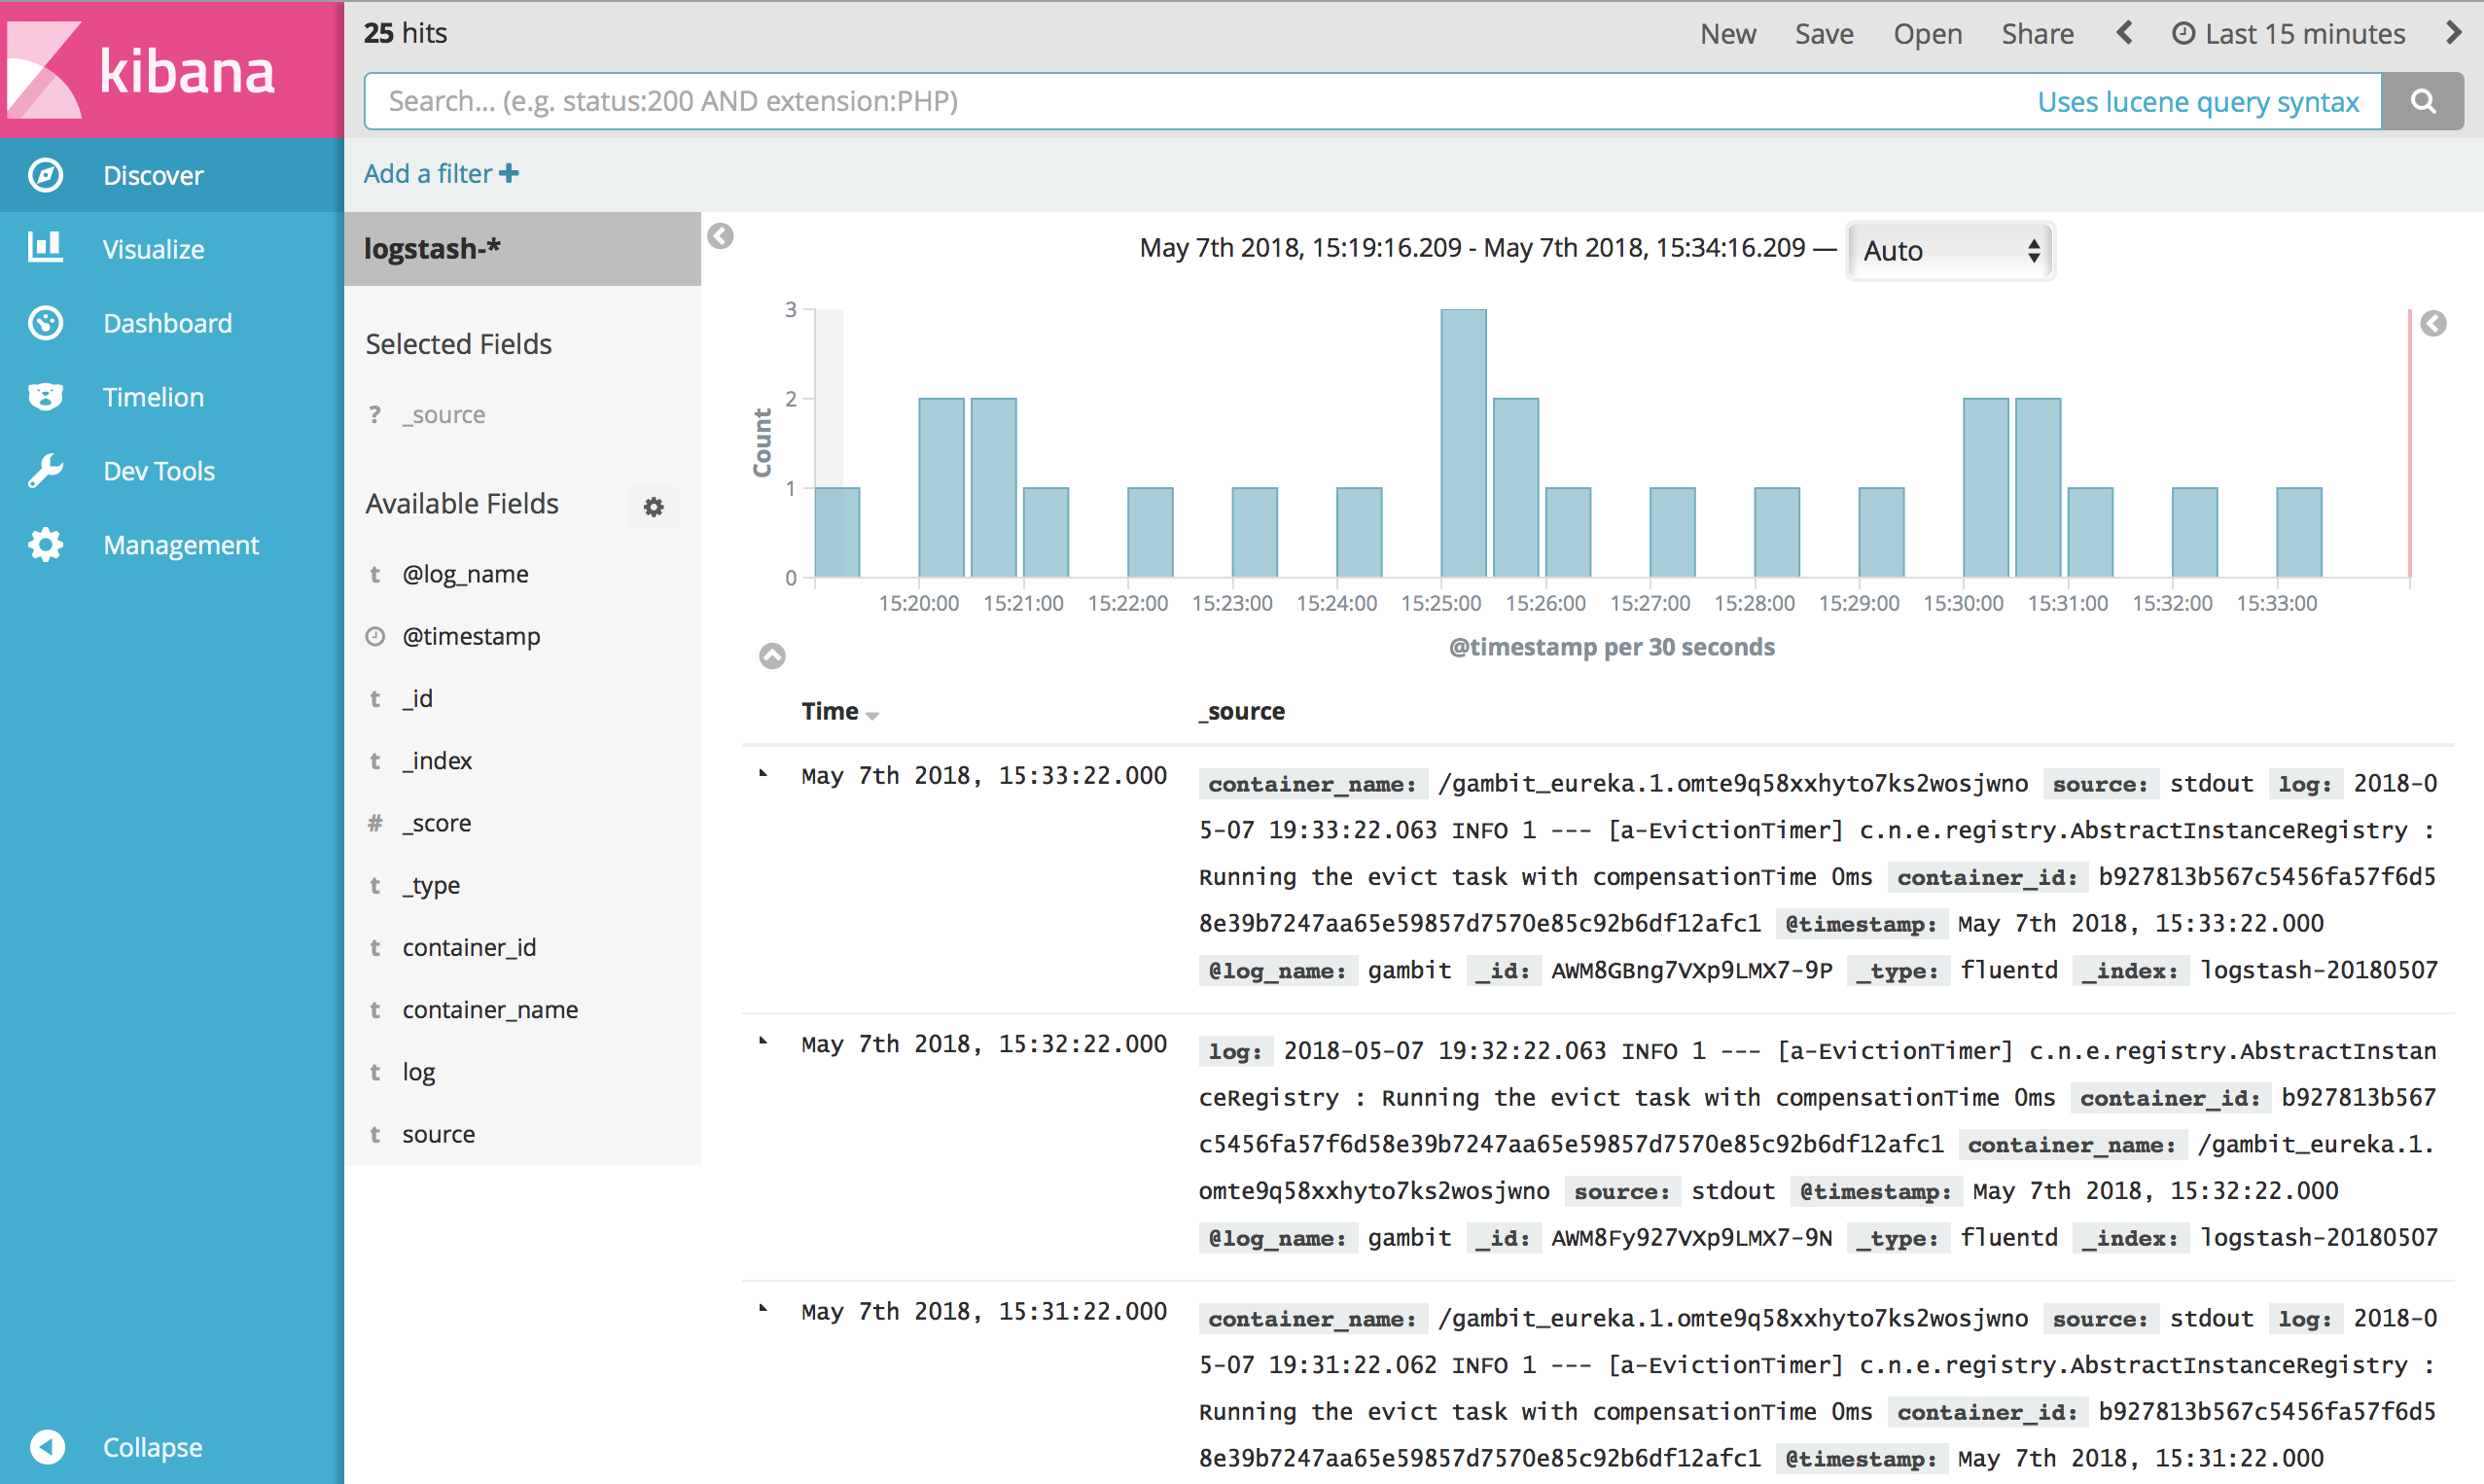 kibana
Discover
Visualize
Dashboard
Timelion
Dev Tools
Management
Collapse
25 hits
New Save Open Share Last 15 minutes
Search... (e.g. status:200 AND extension:PHP) Uses lucene query syntax
Add a filter
logstash-*
Selected Fields
? _source
Available Fields
t @log_name
@timestamp
t _id
t _index
# _score
t _type
t container_id
t container_name
t log
t source
May 7th 2018, 15:19:16.209 - May 7th 2018, 15:34:16.209 — Auto
3
2
1
0
Count
15:20:00 15:21:00 15:22:00 15:23:00 15:24:00 15:25:00 15:26:00 15:27:00 15:28:00 15:29:00 15:30:00 15:31:00 15:32:00 15:33:00
@timestamp per 30 seconds
Time _source
May 7th 2018, 15:33:22.000 container_name: /gambit_eureka.1.omte9q58xxhyto7ks2wosjwno source: stdout log: 2018-0
5-07 19:33:22.063 INFO 1 --- [a-EvictionTimer] c.n.e.registry.AbstractInstanceRegistry :
Running the evict task with compensationTime 0ms container_id: b927813b567c5456fa57f6d5
8e39b7247aa65e59857d7570e85c92b6df12afc1 @timestamp: May 7th 2018, 15:33:22.000
@log_name: gambit _id: AWM8GBng7VXp9LMX7-9P _type: fluentd _index: logstash-20180507
May 7th 2018, 15:32:22.000 log: 2018-05-07 19:32:22.063 INFO 1 --- [a-EvictionTimer] c.n.e.registry.AbstractInstan
ceRegistry : Running the evict task with compensationTime 0ms container_id: b927813b567
c5456fa57f6d58e39b7247aa65e59857d7570e85c92b6df12afc1 container_name: /gambit_eureka.1.
omte9q58xxhyto7ks2wosjwno source: stdout @timestamp: May 7th 2018, 15:32:22.000
@log_name: gambit _id: AWM8Fy927VXp9LMX7-9N _type: fluentd _index: logstash-20180507
May 7th 2018, 15:31:22.000 container_name: /gambit_eureka.1.omte9q58xxhyto7ks2wosjwno source: stdout log: 2018-0
5-07 19:31:22.062 INFO 1 --- [a-EvictionTimer] c.n.e.registry.AbstractInstanceRegistry :
Running the evict task with compensationTime 0ms container_id: b927813b567c5456fa57f6d5
8e39b7247aa65e59857d7570e85c92b6df12afc1 @timestamp: May 7th 2018, 15:31:22.000